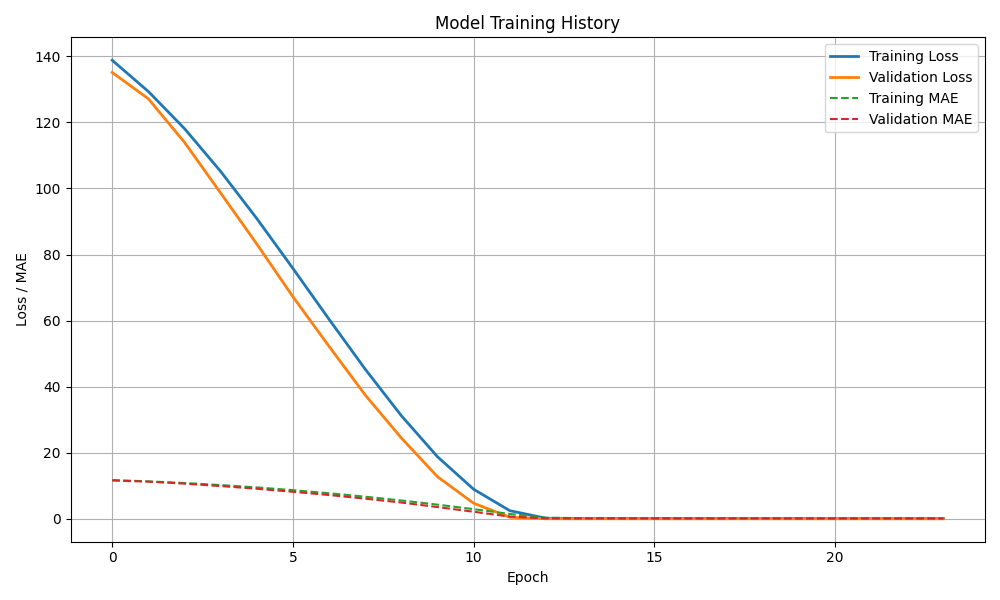 Model Training History
Training Loss
Validation Loss
Training MAE
Validation MAE
Loss / MAE
140
120
100
80
60
40
20
0
0 5 10 15 20
Epoch